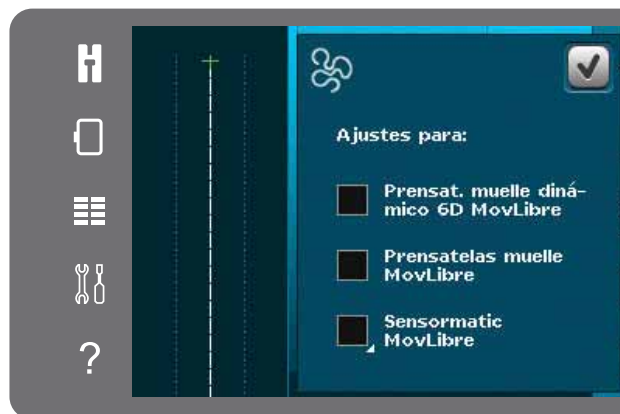 Ajustes para:
Prensat. muelle diná-
mico 6D MovLibre
Prensatelas muelle
MovLibre
Sensormatic
MovLibre
?